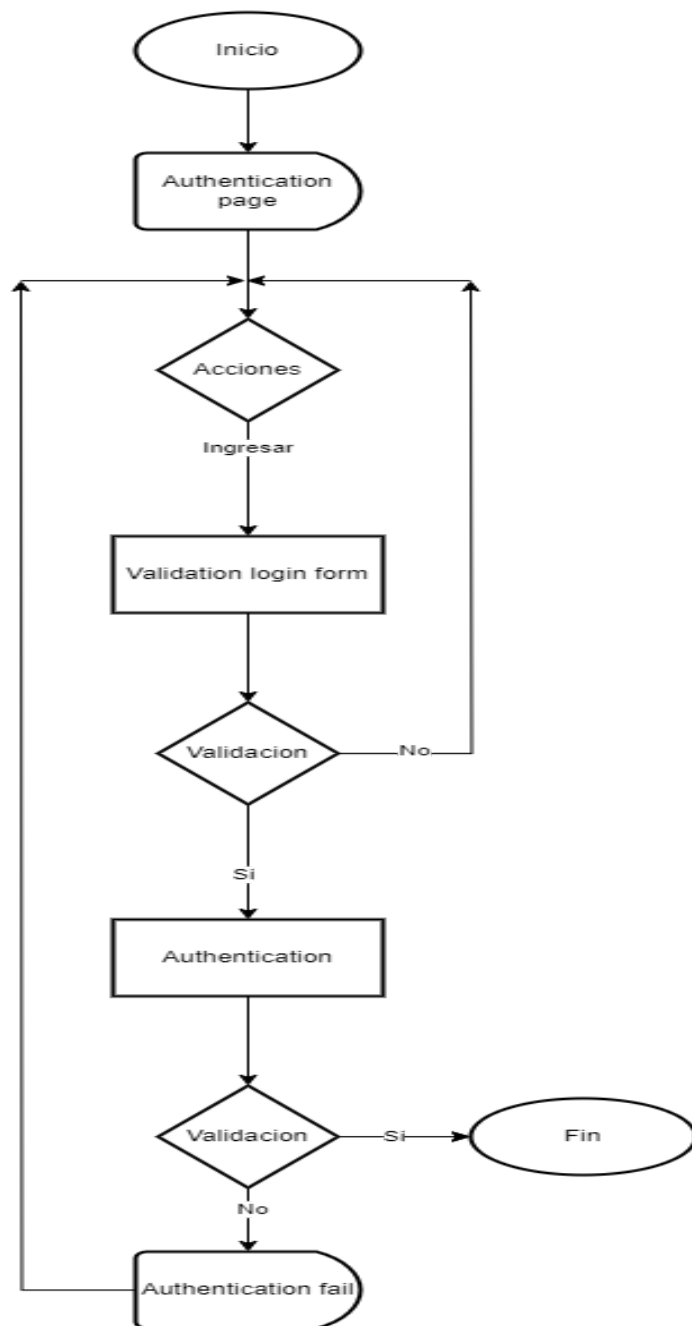 Inicio
Authentication
page
Acciones
Ingresar
Validation login form
Validacion
No
Si
Authentication
Validacion
Si
Fin
No
Authentication fail